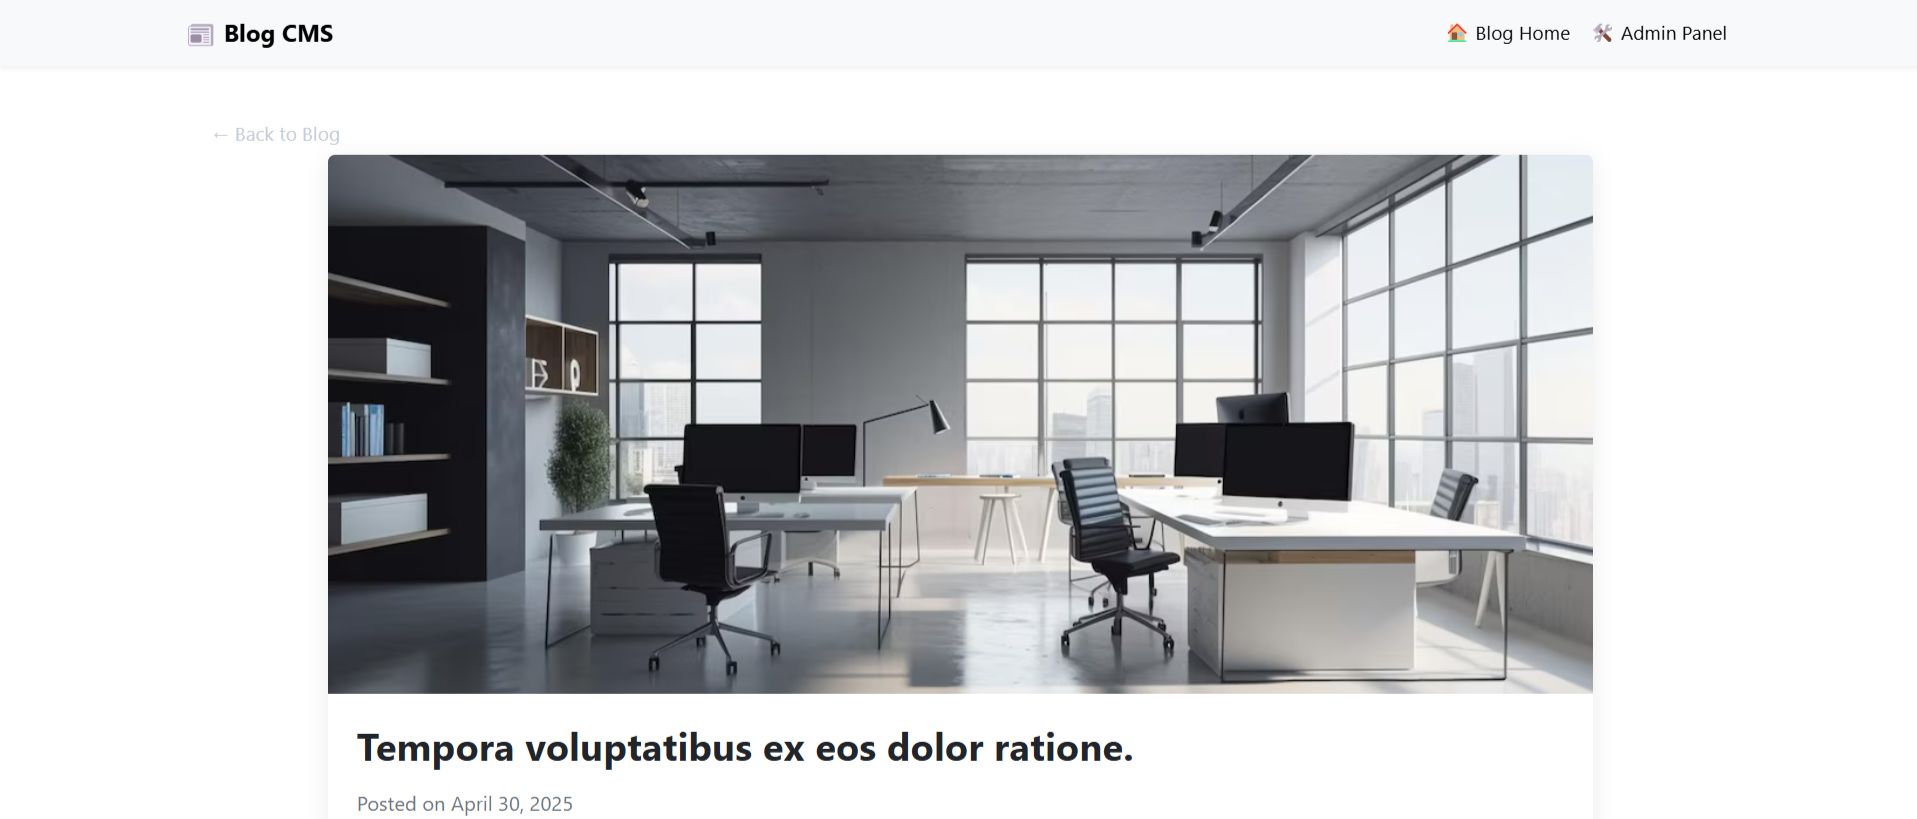 Blog CMS
Blog Home
Admin Panel
← Back to Blog
Tempora voluptatibus ex eos dolor ratione.
Posted on April 30, 2025